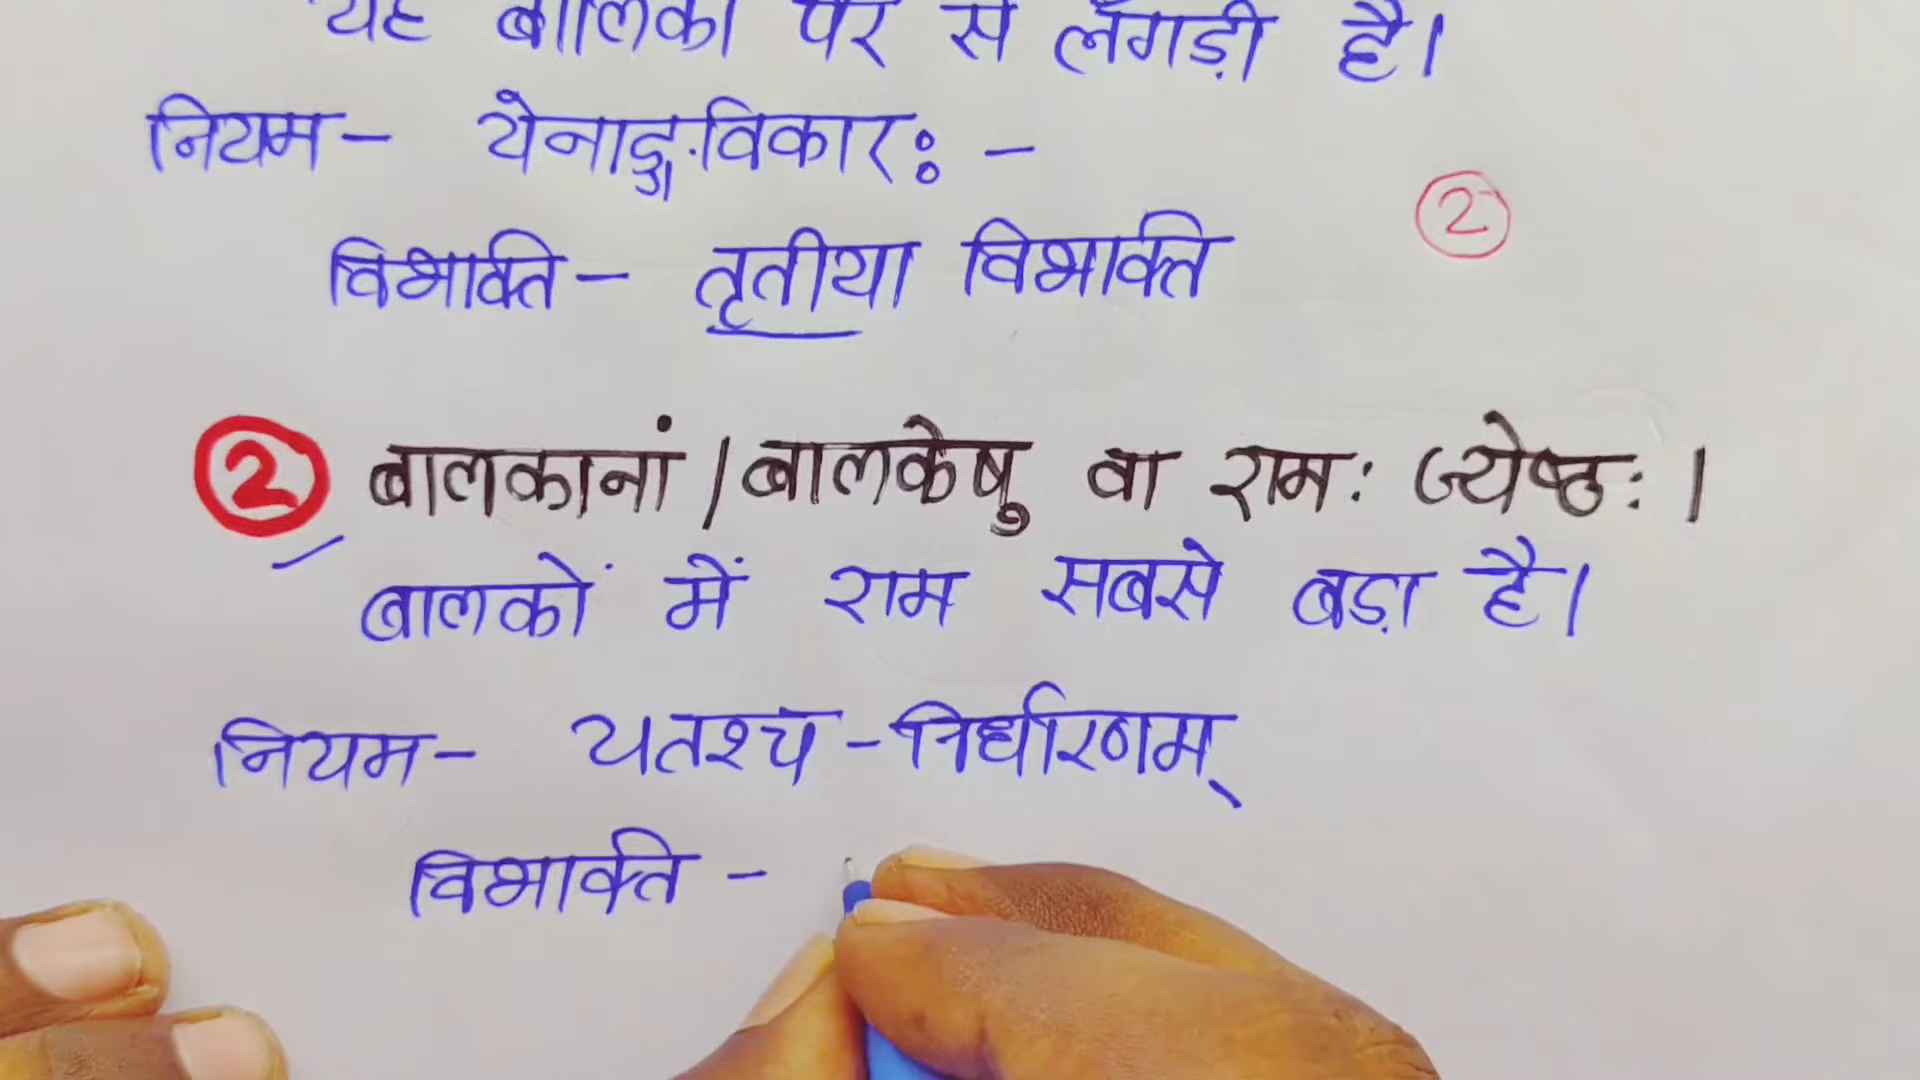 यह बालिका पैर से लँगड़ी है।
नियम - येनाङ्गविकारः -
विभक्ति - तृतीया विभक्ति
2
2 बालकानां / बालकेषु वा रामः ज्येष्ठः ।
बालकों में राम सबसे बड़ा है।
नियम - यतश्च - निर्धारणम्
विभक्ति -